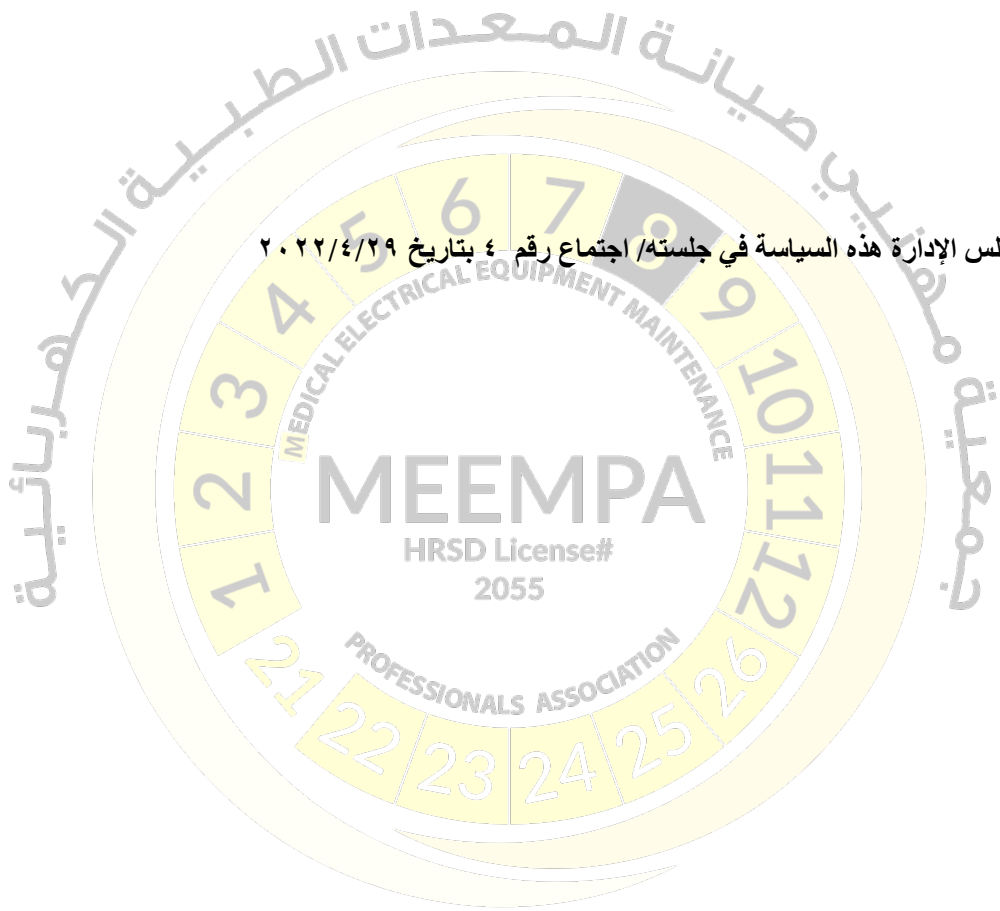 جمعية مهنيي صيانة المعدات الطبية الكهربائية
الإدارة هذه السياسة في جلسته/ اجتماع رقم ٤ بتاريخ ٢٠٢٢/٤/٢٩
1 2 3 4 5 6 7 8 9 10 11 12
MEDICAL ELECTRICAL EQUIPMENT MAINTENANCE
MEEMPA
HRSD License#
2055
PROFESSIONALS ASSOCIATION
21 22 23 24 25 26